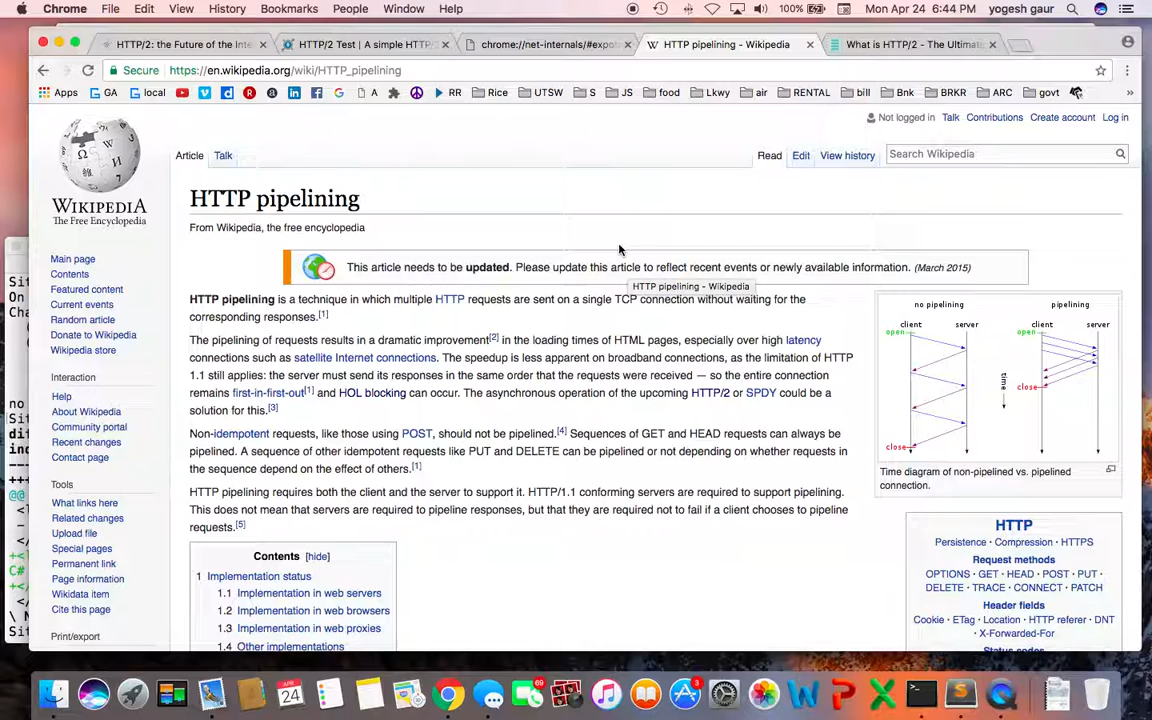 Chrome File Edit View History Bookmarks People Window Help 100% Mon Apr 24 6:44 PM yogesh gaur
HTTP/2: the Future of the Inte
HTTP/2 Test | A simple HTTP/2
chrome://net-internals/#expo
HTTP pipelining - Wikipedia
What is HTTP/2 - The Ultimat
Secure https://en.wikipedia.org/wiki/HTTP_pipelining
Apps GA local A RR Rice UTSW S JS food Lkwy air RENTAL bill Bnk BRKR ARC govt
Not logged in Talk Contributions Create account Log in
Article Talk Read Edit View history Search Wikipedia
WIKIPEDIA
The Free Encyclopedia
HTTP pipelining
From Wikipedia, the free encyclopedia
This article needs to be updated. Please update this article to reflect recent events or newly available information. (March 2015)
HTTP pipelining - Wikipedia
HTTP pipelining is a technique in which multiple HTTP requests are sent on a single TCP connection without waiting for the
corresponding responses.[1]
The pipelining of requests results in a dramatic improvement[2] in the loading times of HTML pages, especially over high latency
connections such as satellite Internet connections. The speedup is less apparent on broadband connections, as the limitation of HTTP
1.1 still applies: the server must send its responses in the same order that the requests were received — so the entire connection
remains first-in-first-out[1] and HOL blocking can occur. The asynchronous operation of the upcoming HTTP/2 or SPDY could be a
solution for this.[3]
Non-idempotent requests, like those using POST, should not be pipelined.[4] Sequences of GET and HEAD requests can always be
pipelined. A sequence of other idempotent requests like PUT and DELETE can be pipelined or not depending on whether requests in
the sequence depend on the effect of others.[1]
HTTP pipelining requires both the client and the server to support it. HTTP/1.1 conforming servers are required to support pipelining.
This does not mean that servers are required to pipeline responses, but that they are required not to fail if a client chooses to pipeline
requests.[5]
Contents [hide]
1 Implementation status
1.1 Implementation in web servers
1.2 Implementation in web browsers
1.3 Implementation in web proxies
1.4 Other implementations
no pipelining pipelining
client server client server
open open
time
close
close
Time diagram of non-pipelined vs. pipelined
connection.
HTTP
Persistence · Compression · HTTPS
Request methods
OPTIONS · GET · HEAD · POST · PUT ·
DELETE · TRACE · CONNECT · PATCH
Header fields
Cookie · ETag · Location · HTTP referer · DNT
· X-Forwarded-For
Status codes
Main page
Contents
Featured content
Current events
Random article
Donate to Wikipedia
Wikipedia store
Interaction
Help
About Wikipedia
Community portal
Recent changes
Contact page
Tools
What links here
Related changes
Upload file
Special pages
Permanent link
Page information
Wikidata item
Cite this page
Print/export
Sit
On
Cha
no
dit
ind
@@
C#
\ N
Sit
APR
24
69
3